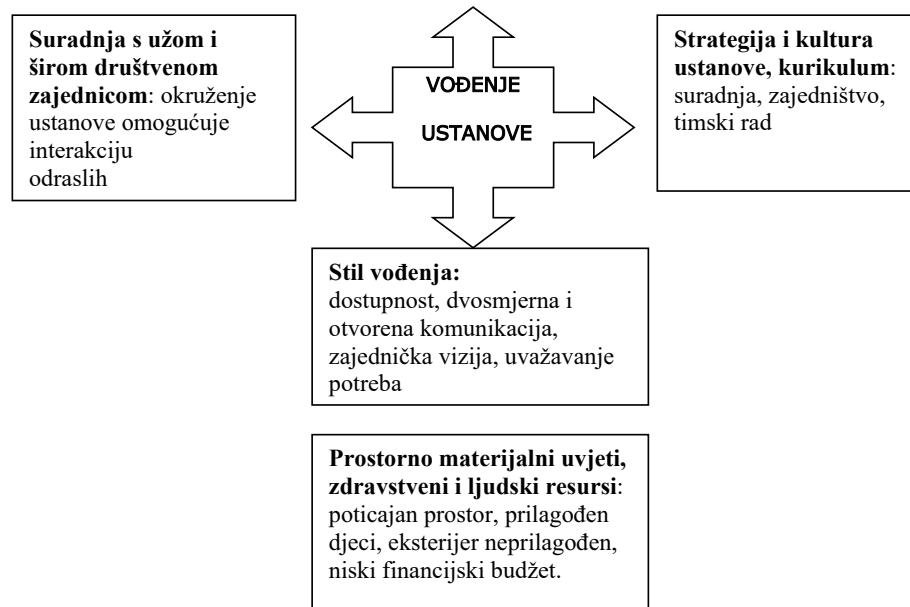 Suradnja s užom i
širom društvenom
zajednicom: okruženje
ustanove omogućuje
interakciju
odraslih
VOĐENJE
USTANOVE
Strategija i kultura
ustanove, kurikulum:
suradnja, zajedništvo,
timski rad
Stil vođenja:
dostupnost, dvosmjerna i
otvorena komunikacija,
zajednička vizija, uvažavanje
potreba
Prostorno materijalni uvjeti,
zdravstveni i ljudski resursi:
poticajan prostor, prilagođen
djeci, eksterijer neprilagođen,
niski financijski budžet.